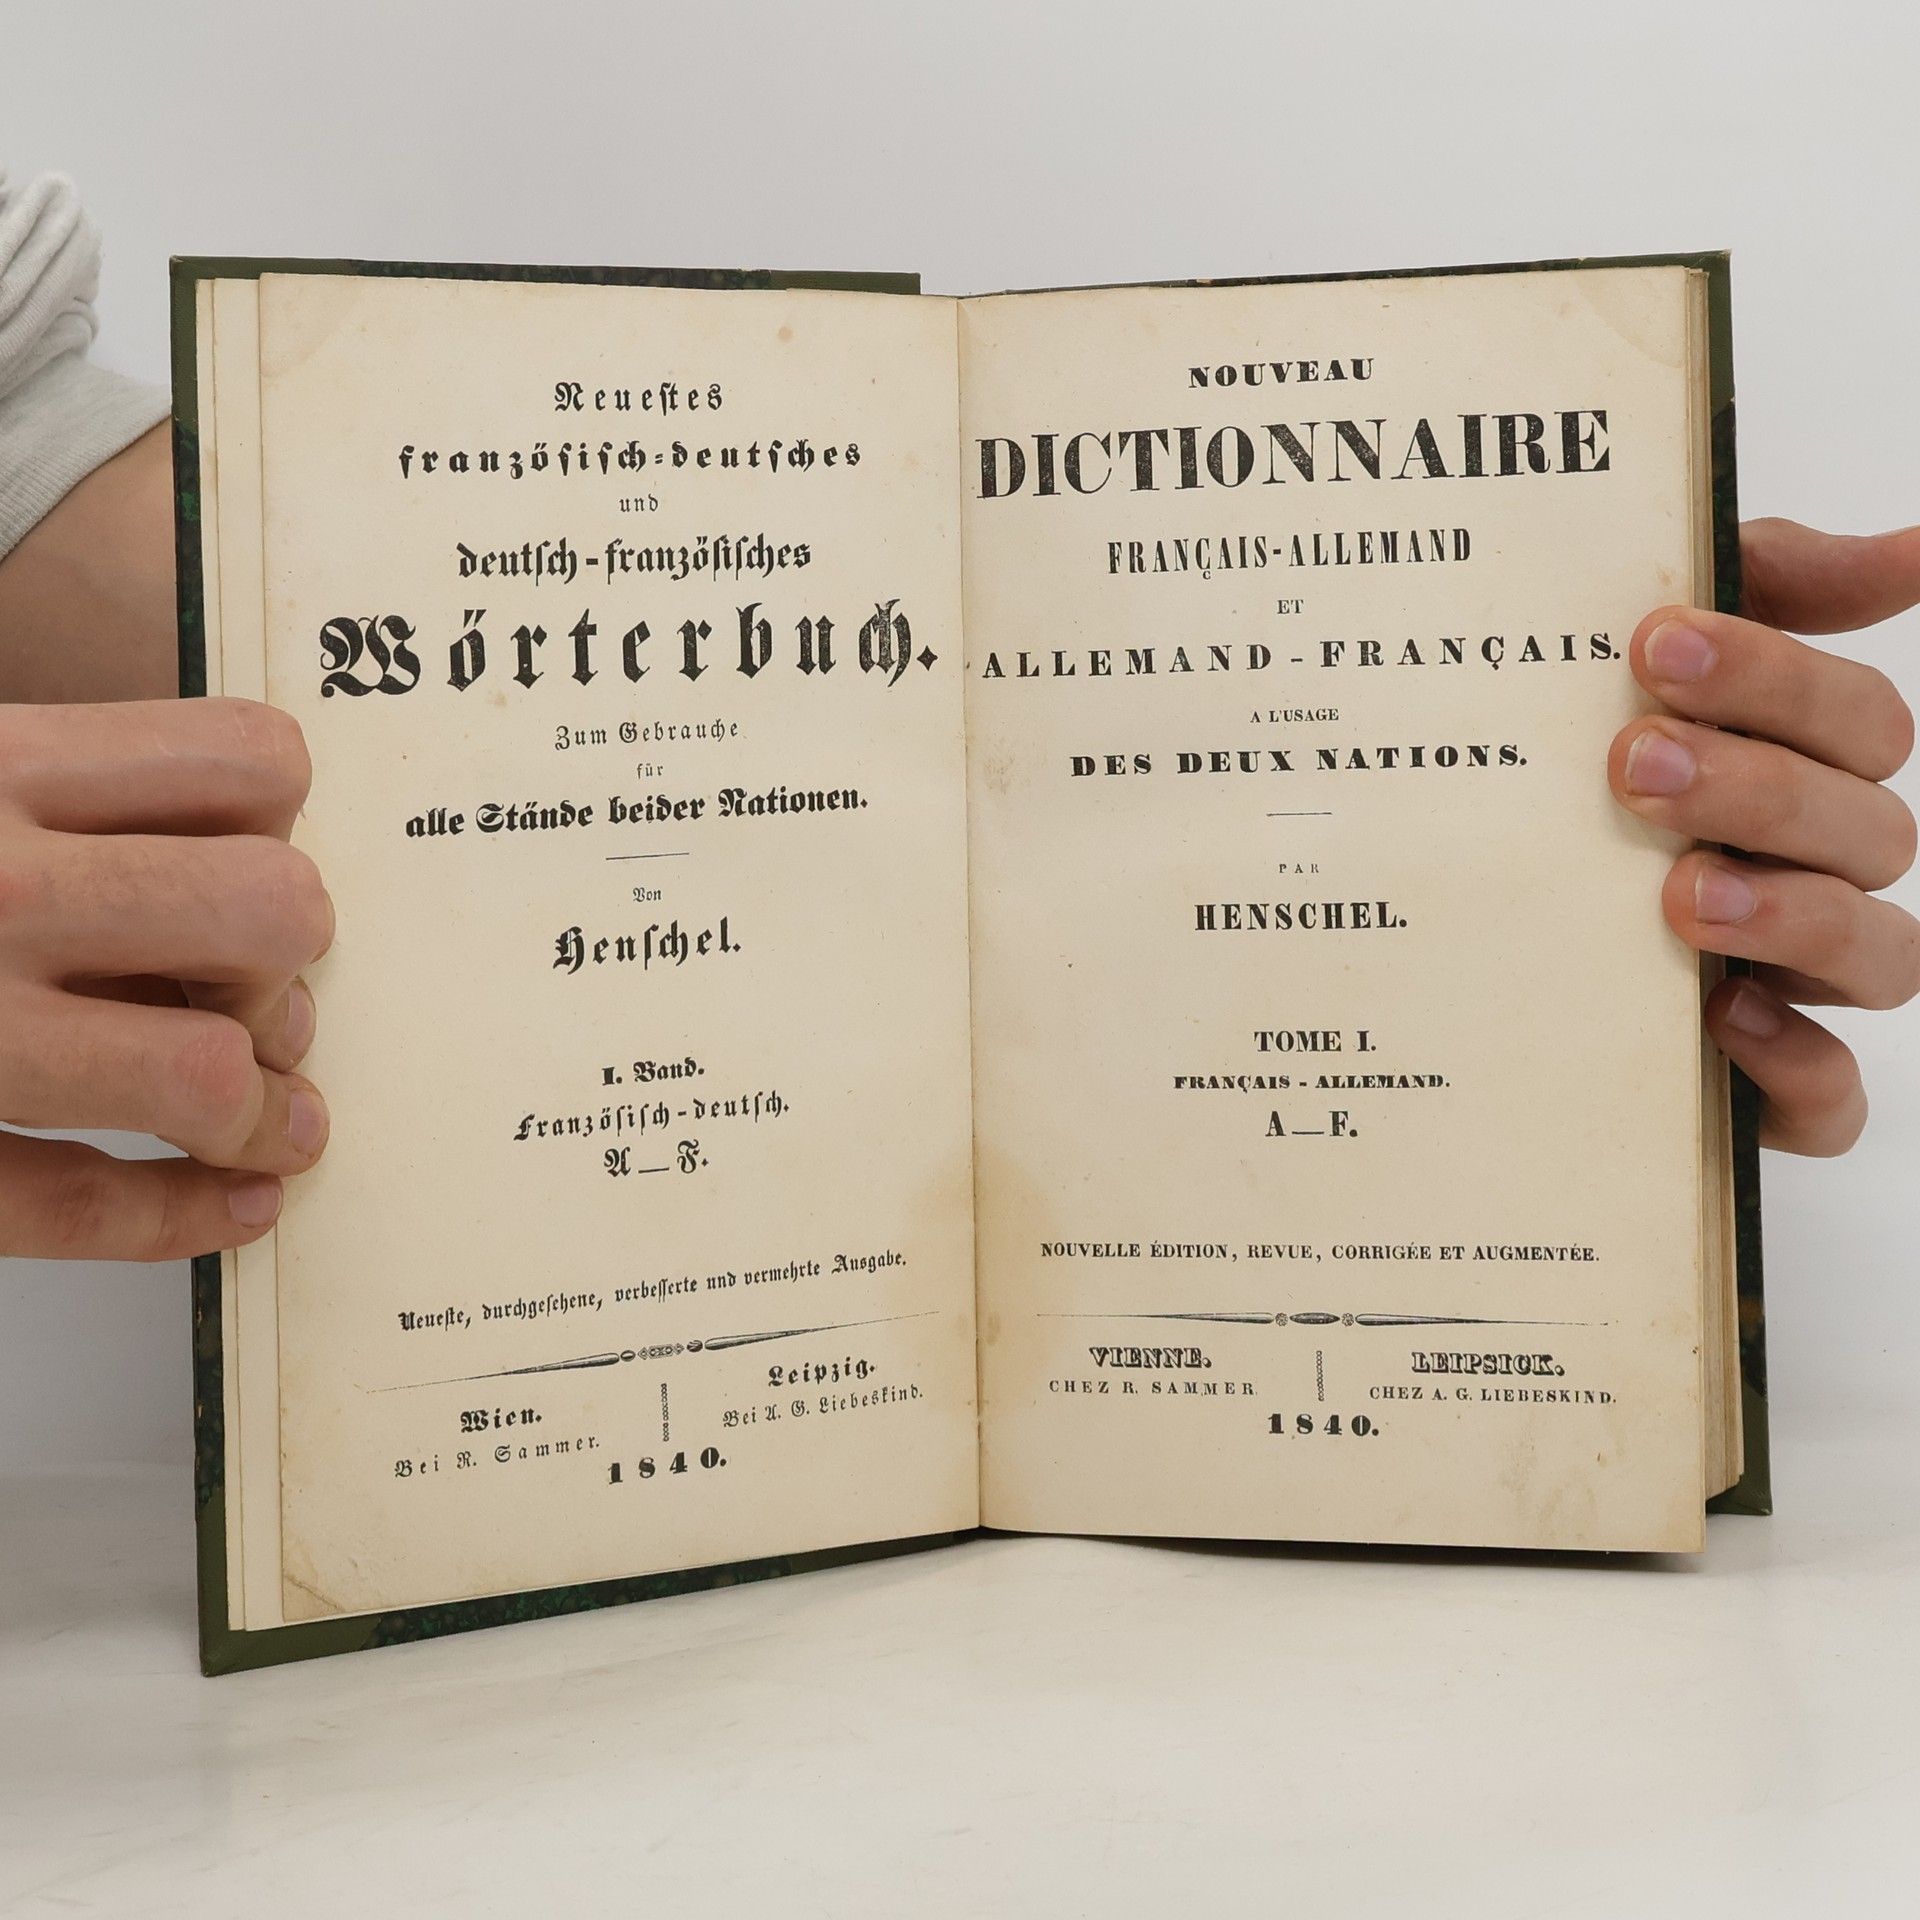 Neueſtes
franzöſiſch-deutſches
und
deutſch-franzöſiſches
Wörterbuch.
Zum Gebrauche
für
alle Stände beider Nationen.
Von
Henſchel.
I. Band.
Franzöſiſch-deutſch.
A—F.
Neueſte, durchgeſehene, verbeſſerte und vermehrte Ausgabe.
Wien.
Bei R. Sammer.
Leipzig.
Bei A. G. Liebeskind.
1840.
NOUVEAU
DICTIONNAIRE
FRANÇAIS-ALLEMAND
ET
ALLEMAND-FRANÇAIS.
A L'USAGE
DES DEUX NATIONS.
PAR
HENSCHEL.
TOME I.
FRANÇAIS-ALLEMAND.
A—F.
NOUVELLE ÉDITION, REVUE, CORRIGÉE ET AUGMENTÉE.
VIENNE.
CHEZ R. SAMMER.
LEIPSICK.
CHEZ A. G. LIEBESKIND.
1840.